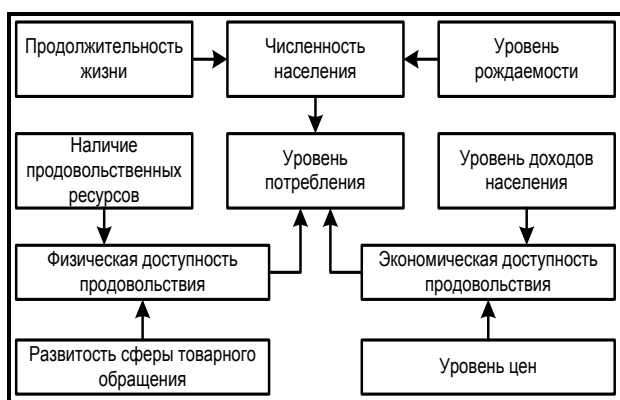 Продолжительность
жизни
Численность
населения
Уровень
рождаемости
Наличие
продовольственных
ресурсов
Уровень
потребления
Уровень доходов
населения
Физическая доступность
продовольствия
Экономическая доступность
продовольствия
Развитость сферы товарного
обращения
Уровень цен